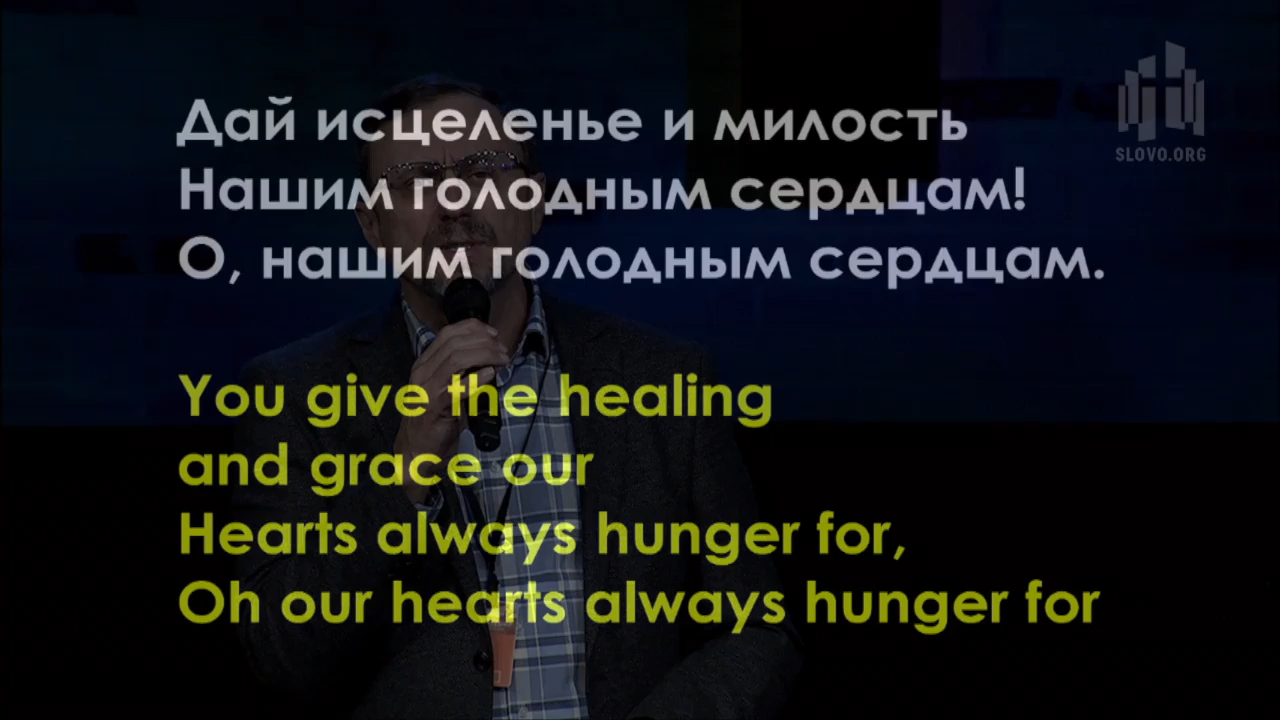 SLOVO.ORG
Дай исцеленье и милость
Нашим голодным сердцам!
О, нашим голодным сердцам.
You give the healing
and grace our
Hearts always hunger for,
Oh our hearts always hunger for